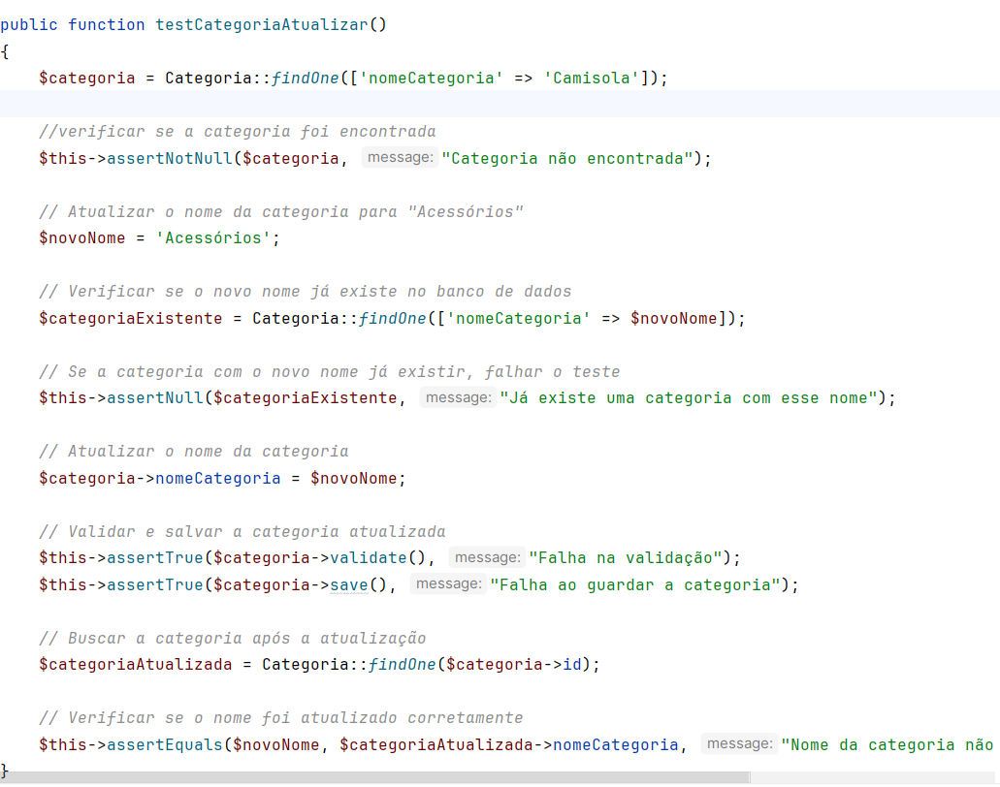 public function testCategoriaAtualizar()
{
$categoria = Categoria::findOne(['nomeCategoria' => 'Camisola']);
//verificar se a categoria foi encontrada
$this->assertNotNull($categoria, message: "Categoria não encontrada");
// Atualizar o nome da categoria para "Acessórios"
$novoNome = 'Acessórios';
// Verificar se o novo nome já existe no banco de dados
$categoriaExistente = Categoria::findOne(['nomeCategoria' => $novoNome]);
// Se a categoria com o novo nome já existir, falhar o teste
$this->assertNull($categoriaExistente, message: "Já existe uma categoria com esse nome");
// Atualizar o nome da categoria
$categoria->nomeCategoria = $novoNome;
// Validar e salvar a categoria atualizada
$this->assertTrue($categoria->validate(), message: "Falha na validação");
$this->assertTrue($categoria->save(), message: "Falha ao guardar a categoria");
// Buscar a categoria após a atualização
$categoriaAtualizada = Categoria::findOne($categoria->id);
// Verificar se o nome foi atualizado corretamente
$this->assertEquals($novoNome, $categoriaAtualizada->nomeCategoria, message: "Nome da categoria não
}